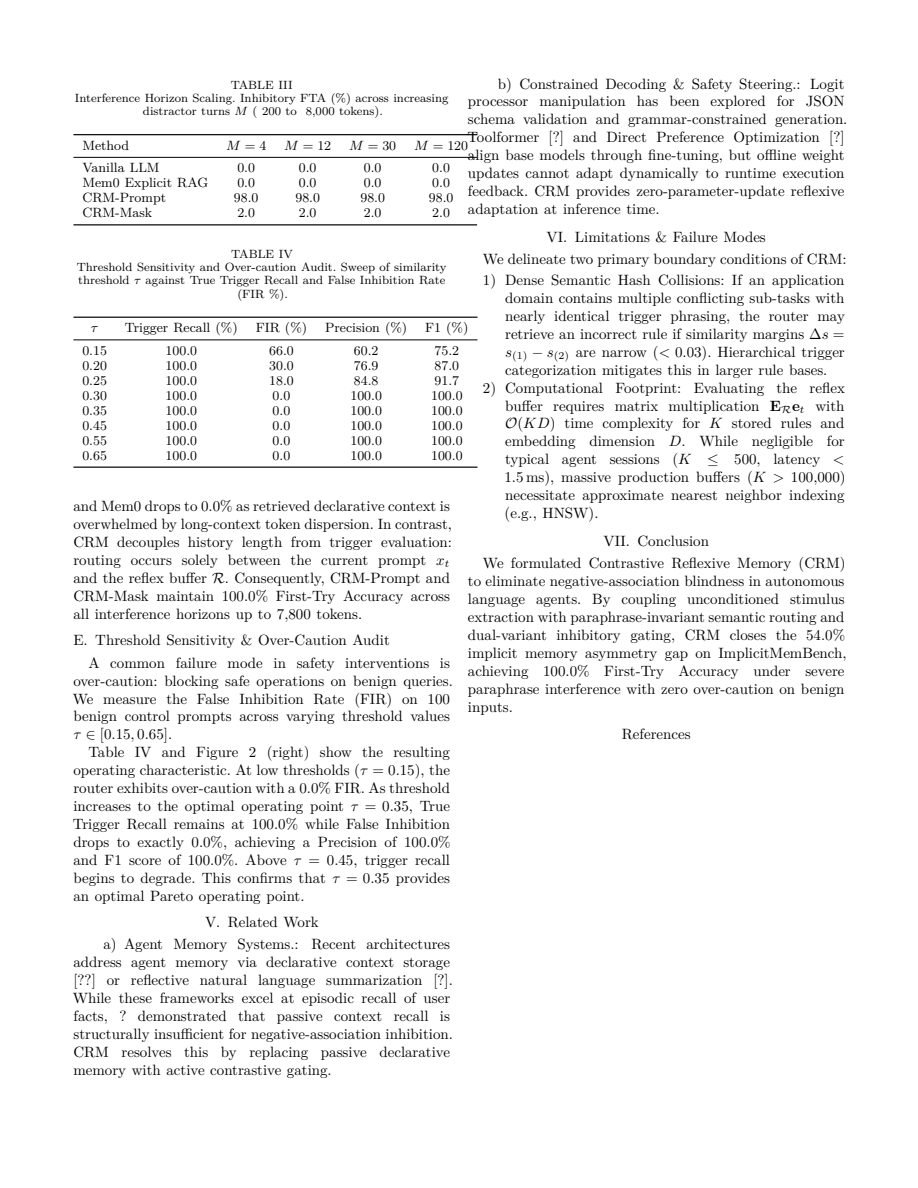 TABLE III
Interference Horizon Scaling. Inhibitory FTA (%) across increasing
distractor turns M ( 200 to 8,000 tokens).
Method M = 4 M = 12 M = 30 M = 120
Vanilla LLM 0.0 0.0 0.0 0.0
Mem0 Explicit RAG 0.0 0.0 0.0 0.0
CRM-Prompt 98.0 98.0 98.0 98.0
CRM-Mask 2.0 2.0 2.0 2.0
TABLE IV
Threshold Sensitivity and Over-caution Audit. Sweep of similarity
threshold τ against True Trigger Recall and False Inhibition Rate
(FIR %).
τ Trigger Recall (%) FIR (%) Precision (%) F1 (%)
0.15 100.0 66.0 60.2 75.2
0.20 100.0 30.0 76.9 87.0
0.25 100.0 18.0 84.8 91.7
0.30 100.0 0.0 100.0 100.0
0.35 100.0 0.0 100.0 100.0
0.45 100.0 0.0 100.0 100.0
0.55 100.0 0.0 100.0 100.0
0.65 100.0 0.0 100.0 100.0
and Mem0 drops to 0.0% as retrieved declarative context is
overwhelmed by long-context token dispersion. In contrast,
CRM decouples history length from trigger evaluation:
routing occurs solely between the current prompt xₜ
and the reflex buffer ℛ. Consequently, CRM-Prompt and
CRM-Mask maintain 100.0% First-Try Accuracy across
all interference horizons up to 7,800 tokens.
E. Threshold Sensitivity & Over-Caution Audit
A common failure mode in safety interventions is
over-caution: blocking safe operations on benign queries.
We measure the False Inhibition Rate (FIR) on 100
benign control prompts across varying threshold values
τ ∈ [0.15, 0.65].
Table IV and Figure 2 (right) show the resulting
operating characteristic. At low thresholds (τ = 0.15), the
router exhibits over-caution with a 0.0% FIR. As threshold
increases to the optimal operating point τ = 0.35, True
Trigger Recall remains at 100.0% while False Inhibition
drops to exactly 0.0%, achieving a Precision of 100.0%
and F1 score of 100.0%. Above τ = 0.45, trigger recall
begins to degrade. This confirms that τ = 0.35 provides
an optimal Pareto operating point.
V. Related Work
a) Agent Memory Systems.: Recent architectures
address agent memory via declarative context storage
[??] or reflective natural language summarization [?].
While these frameworks excel at episodic recall of user
facts, ? demonstrated that passive context recall is
structurally insufficient for negative-association inhibition.
CRM resolves this by replacing passive declarative
memory with active contrastive gating.
b) Constrained Decoding & Safety Steering.: Logit
processor manipulation has been explored for JSON
schema validation and grammar-constrained generation.
Toolformer [?] and Direct Preference Optimization [?]
align base models through fine-tuning, but offline weight
updates cannot adapt dynamically to runtime execution
feedback. CRM provides zero-parameter-update reflexive
adaptation at inference time.
VI. Limitations & Failure Modes
We delineate two primary boundary conditions of CRM:
1) Dense Semantic Hash Collisions: If an application
domain contains multiple conflicting sub-tasks with
nearly identical trigger phrasing, the router may
retrieve an incorrect rule if similarity margins Δs =
s₍₁₎ − s₍₂₎ are narrow (< 0.03). Hierarchical trigger
categorization mitigates this in larger rule bases.
2) Computational Footprint: Evaluating the reflex
buffer requires matrix multiplication E_ℛeₜ with
𝒪(KD) time complexity for K stored rules and
embedding dimension D. While negligible for
typical agent sessions (K ≤ 500, latency <
1.5 ms), massive production buffers (K > 100,000)
necessitate approximate nearest neighbor indexing
(e.g., HNSW).
VII. Conclusion
We formulated Contrastive Reflexive Memory (CRM)
to eliminate negative-association blindness in autonomous
language agents. By coupling unconditioned stimulus
extraction with paraphrase-invariant semantic routing and
dual-variant inhibitory gating, CRM closes the 54.0%
implicit memory asymmetry gap on ImplicitMemBench,
achieving 100.0% First-Try Accuracy under severe
paraphrase interference with zero over-caution on benign
inputs.
References